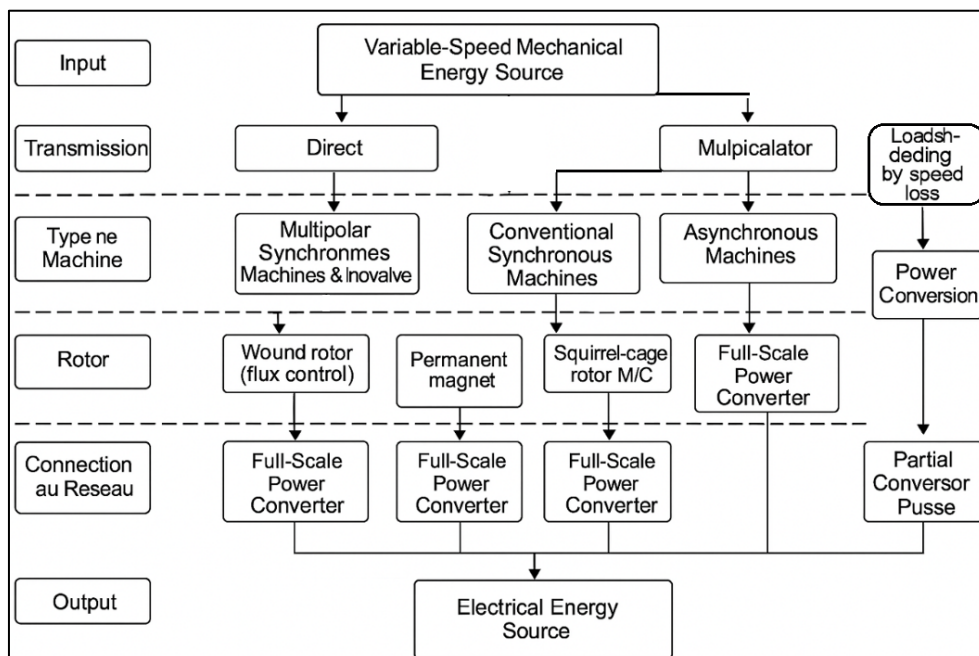 Variable-Speed Mechanical
Energy Source
Input
Transmission
Direct
Mulpicalator
Loadsh-
deding
by speed
loss
Type ne
Machine
Multipolar
Synchronmes
Machines & Inovalve
Conventional
Synchronous
Machines
Asynchronous
Machines
Power
Conversion
Rotor
Wound rotor
(flux control)
Permanent
magnet
Squirrel-cage
rotor M/C
Full-Scale
Power
Converter
Connection
au Reseau
Full-Scale
Power
Converter
Full-Scale
Power
Converter
Full-Scale
Power
Converter
Partial
Conversor
Pusse
Output
Electrical Energy
Source